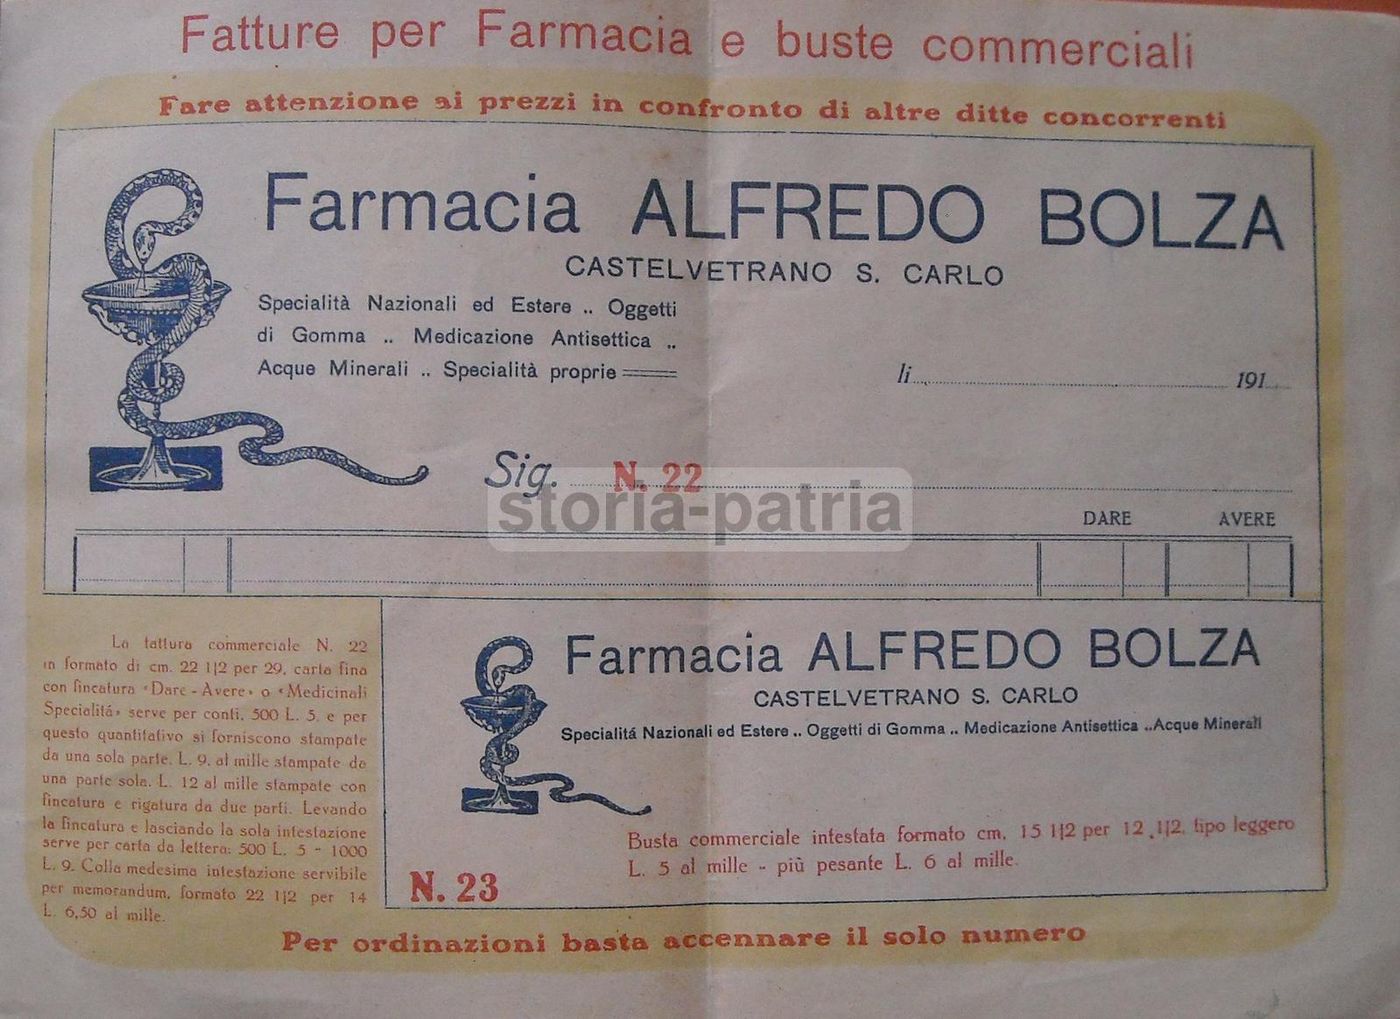 Fatture per Farmacia e buste commerciali
Fare attenzione ai prezzi in confronto di altre ditte concorrenti
Farmacia ALFREDO BOLZA
CASTELVETRANO S. CARLO
Specialità Nazionali ed Estere .. Oggetti
di Gomma .. Medicazione Antisettica ..
Acque Minerali .. Specialità proprie
li 191
Sig. N. 22
storia-patria
DARE AVERE
La fattura commerciale N. 22
in formato di cm. 22 1|2 per 29, carta fina
con fincatura «Dare - Avere» o «Medicinali
Specialitá» serve per conti. 500 L. 5. e per
questo quantitativo si forniscono stampate
da una sola parte. L. 9. al mille stampate da
una parte sola. L. 12 al mille stampate con
fincatura e rigatura da due parti. Levando
la fincatura e lasciando la sola intestazione
serve per carta da lettera: 500 L. 5 - 1000
L. 9. Colla medesima intestazione servibile
per memorandum, formato 22 1|2 per 14
L. 6,50 al mille.
Farmacia ALFREDO BOLZA
CASTELVETRANO S. CARLO
Specialitá Nazionali ed Estere .. Oggetti di Gomma .. Medicazione Antisettica ..Acque Minerali
Busta commerciale intestata formato cm. 15 1|2 per 12 1|2, tipo leggero
L. 5 al mille - più pesante L. 6 al mille.
N. 23
Per ordinazioni basta accennare il solo numero